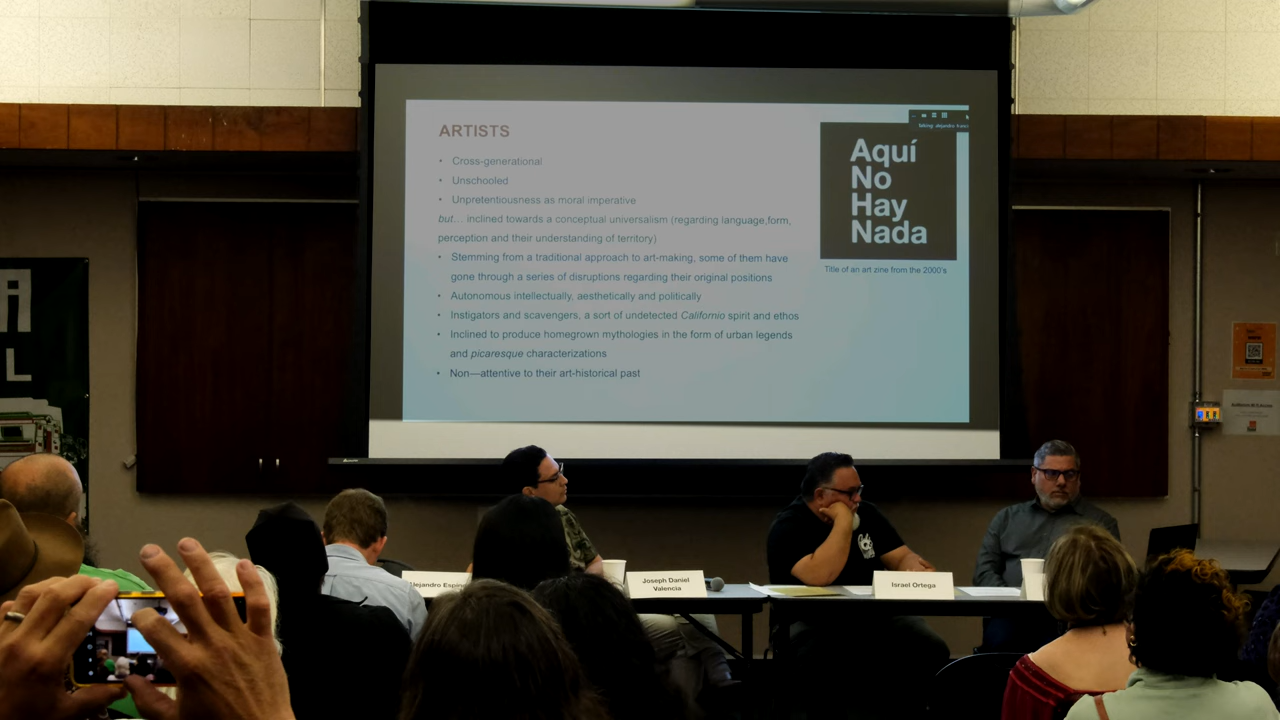 ARTISTS
• Cross-generational
• Unschooled
• Unpretentiousness as moral imperative
but... inclined towards a conceptual universalism (regarding language,form,
perception and their understanding of territory)
• Stemming from a traditional approach to art-making, some of them have
gone through a series of disruptions regarding their original positions
• Autonomous intellectually, aesthetically and politically
• Instigators and scavengers, a sort of undetected Californio spirit and ethos
• Inclined to produce homegrown mythologies in the form of urban legends
and picaresque characterizations
• Non—attentive to their art-historical past
Aquí
No
Hay
Nada
Title of an art zine from the 2000's
L
Joseph Daniel
Valencia
Israel Ortega